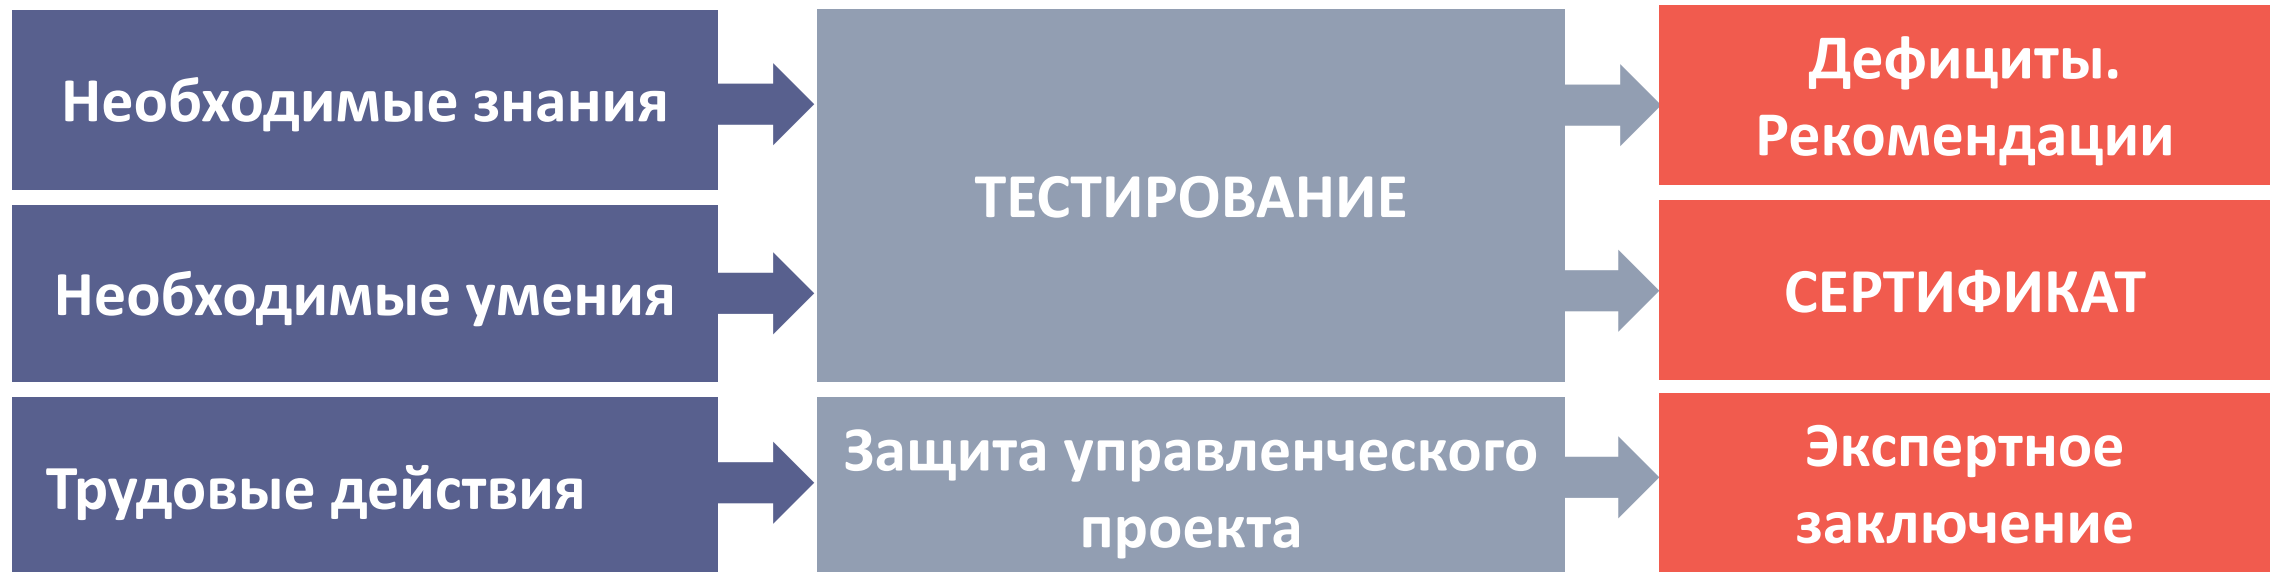 Необходимые знания
Необходимые умения
Трудовые действия
ТЕСТИРОВАНИЕ
Защита управленческого
проекта
Дефициты.
Рекомендации
СЕРТИФИКАТ
Экспертное
заключение